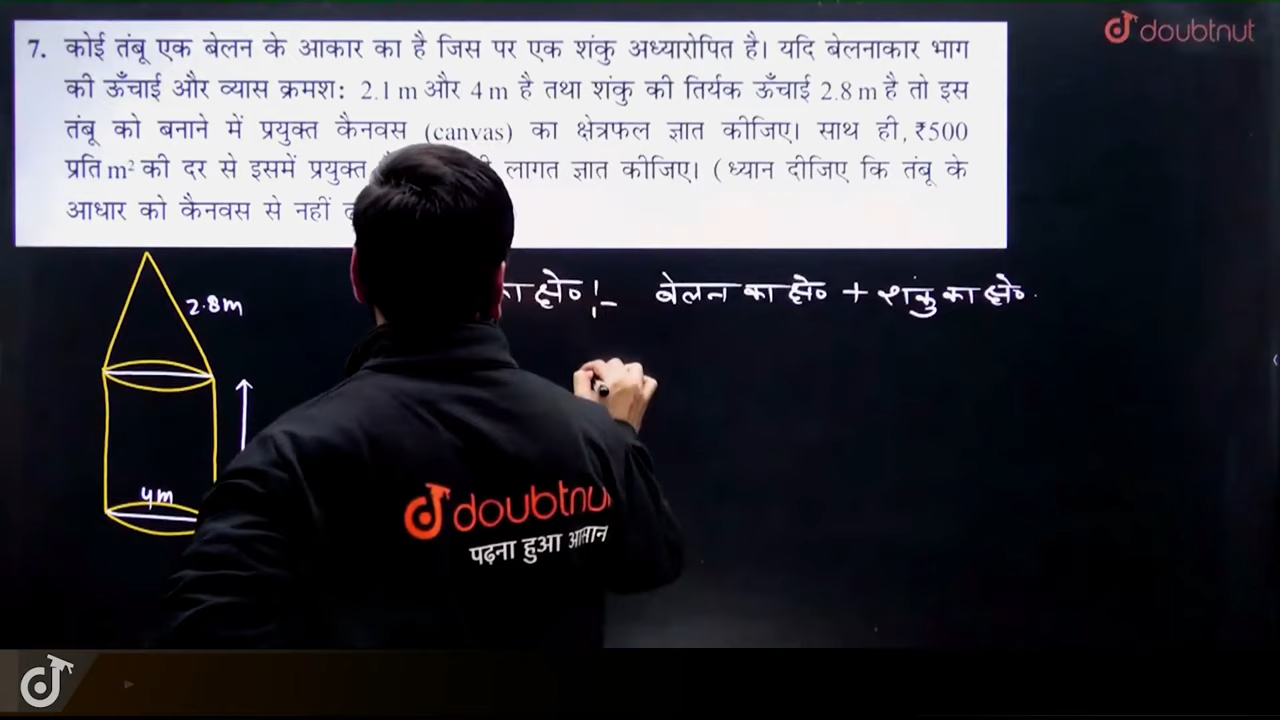 doubtnut
7. कोई तंबू एक बेलन के आकार का है जिस पर एक शंकु अध्यारोपित है। यदि बेलनाकार भाग
की ऊँचाई और व्यास क्रमशः 2.1 m और 4 m है तथा शंकु की तिर्यक ऊँचाई 2.8 m है तो इस
तंबू को बनाने में प्रयुक्त कैनवस (canvas) का क्षेत्रफल ज्ञात कीजिए। साथ ही, ₹500
प्रति m² की दर से इसमें प्रयुक्त लागत ज्ञात कीजिए। (ध्यान दीजिए कि तंबू के
आधार को कैनवस से नहीं
का क्षे० :- बेलन का क्षे० + शंकु का क्षे०
2.8m
4m
doubtnut
पढ़ना हुआ आसान